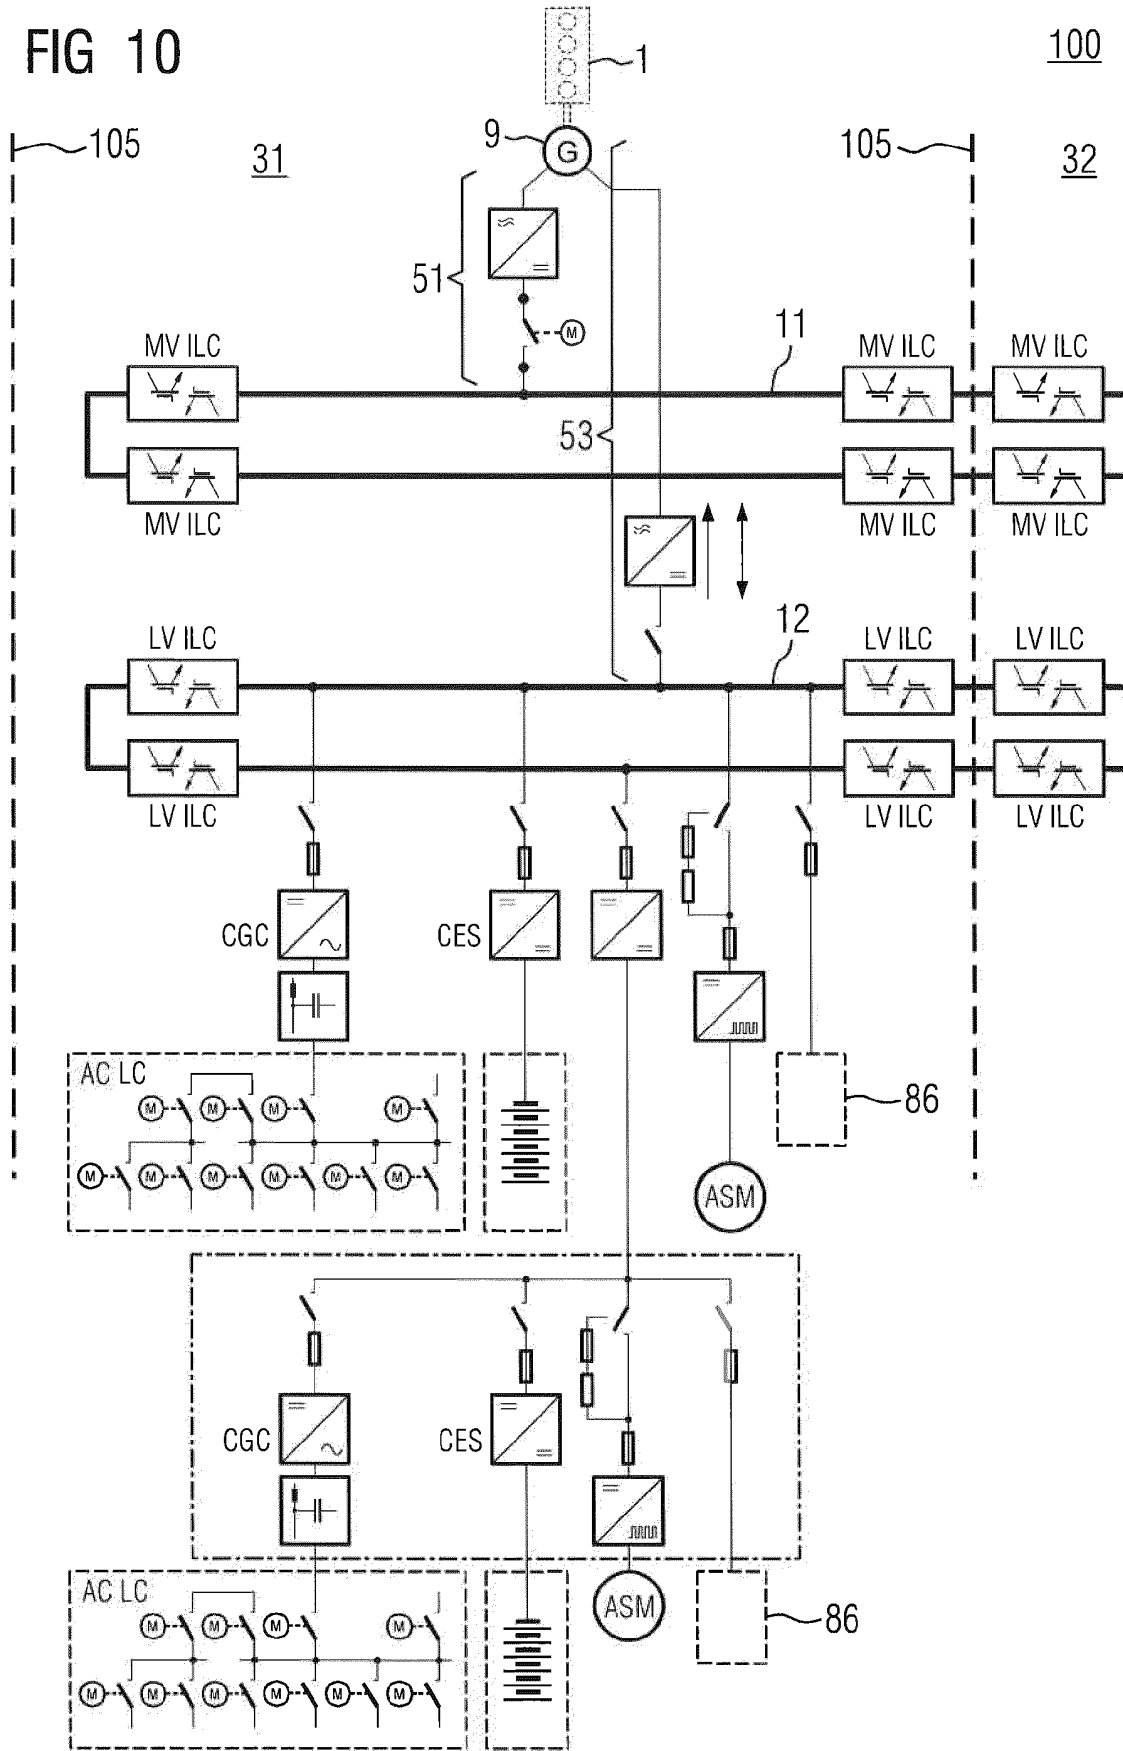 FIG 10
1
100
9
G
105
31
105
32
51
M
11
MV ILC
MV ILC
MV ILC
53
MV ILC
MV ILC
MV ILC
12
LV ILC
LV ILC
LV ILC
LV ILC
LV ILC
LV ILC
CGC
CES
AC LC
M M M M
M M M M M M
86
ASM
CGC
CES
AC LC
M M M M
M M M M M M
ASM
86